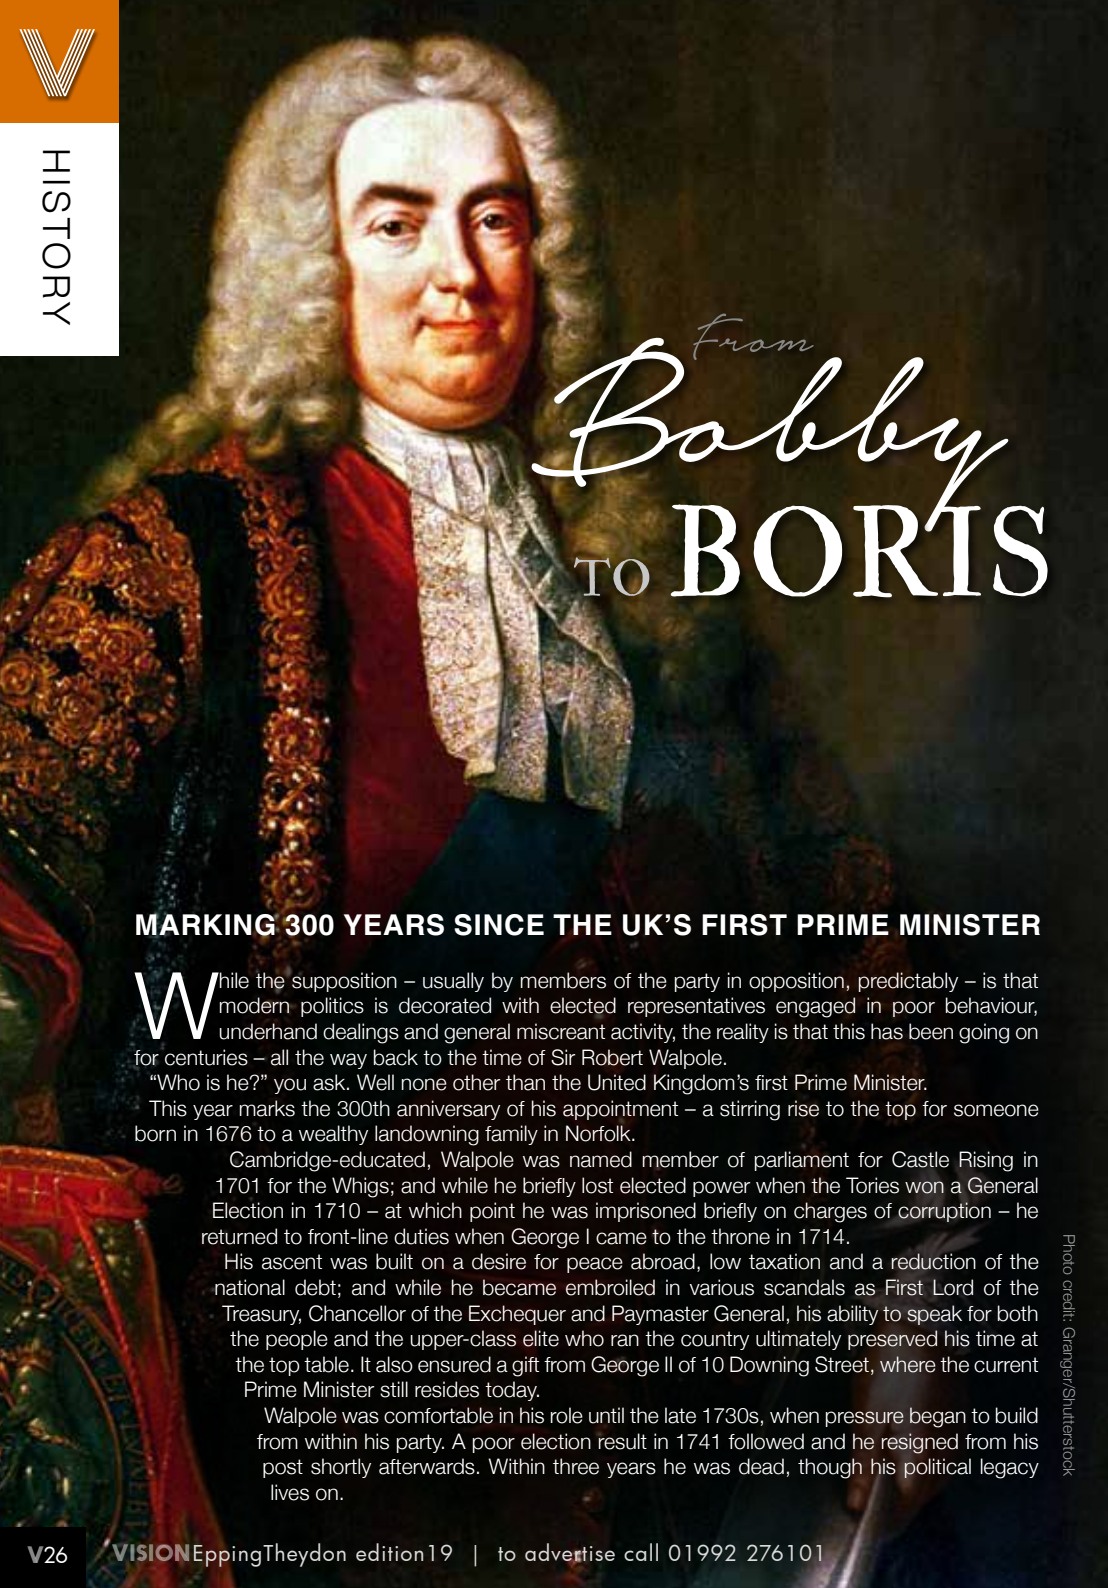 V
HISTORY
From
Bobby
TO BORIS
MARKING 300 YEARS SINCE THE UK'S FIRST PRIME MINISTER
While the supposition – usually by members of the party in opposition, predictably – is that
modern politics is decorated with elected representatives engaged in poor behaviour,
underhand dealings and general miscreant activity, the reality is that this has been going on
for centuries – all the way back to the time of Sir Robert Walpole.
“Who is he?” you ask. Well none other than the United Kingdom’s first Prime Minister.
This year marks the 300th anniversary of his appointment – a stirring rise to the top for someone
born in 1676 to a wealthy landowning family in Norfolk.
Cambridge-educated, Walpole was named member of parliament for Castle Rising in
1701 for the Whigs; and while he briefly lost elected power when the Tories won a General
Election in 1710 – at which point he was imprisoned briefly on charges of corruption – he
returned to front-line duties when George I came to the throne in 1714.
His ascent was built on a desire for peace abroad, low taxation and a reduction of the
national debt; and while he became embroiled in various scandals as First Lord of the
Treasury, Chancellor of the Exchequer and Paymaster General, his ability to speak for both
the people and the upper-class elite who ran the country ultimately preserved his time at
the top table. It also ensured a gift from George II of 10 Downing Street, where the current
Prime Minister still resides today.
Walpole was comfortable in his role until the late 1730s, when pressure began to build
from within his party. A poor election result in 1741 followed and he resigned from his
post shortly afterwards. Within three years he was dead, though his political legacy
lives on.
Photo credit: Granger/Shutterstock
V26 VISIONEppingTheydon edition19 | to advertise call 01992 276101